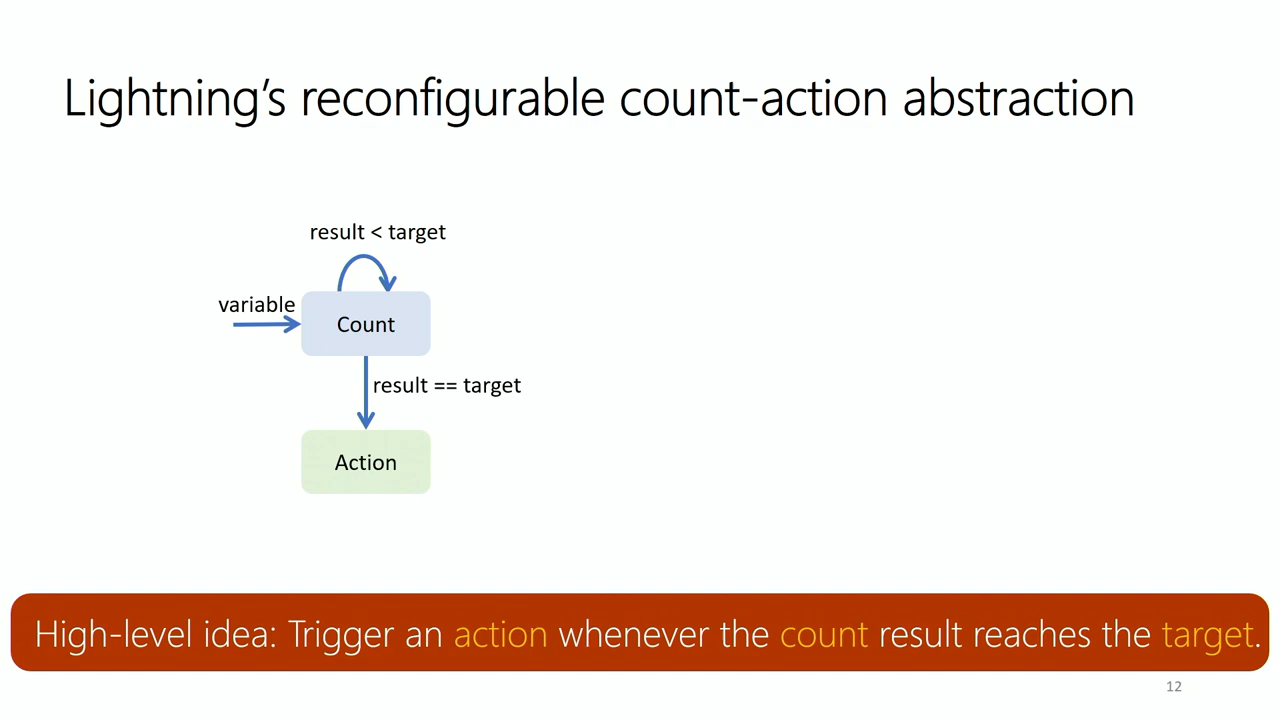 Lightning’s reconfigurable count-action abstraction
result < target
variable
Count
result == target
Action
High-level idea: Trigger an action whenever the count result reaches the target.
12